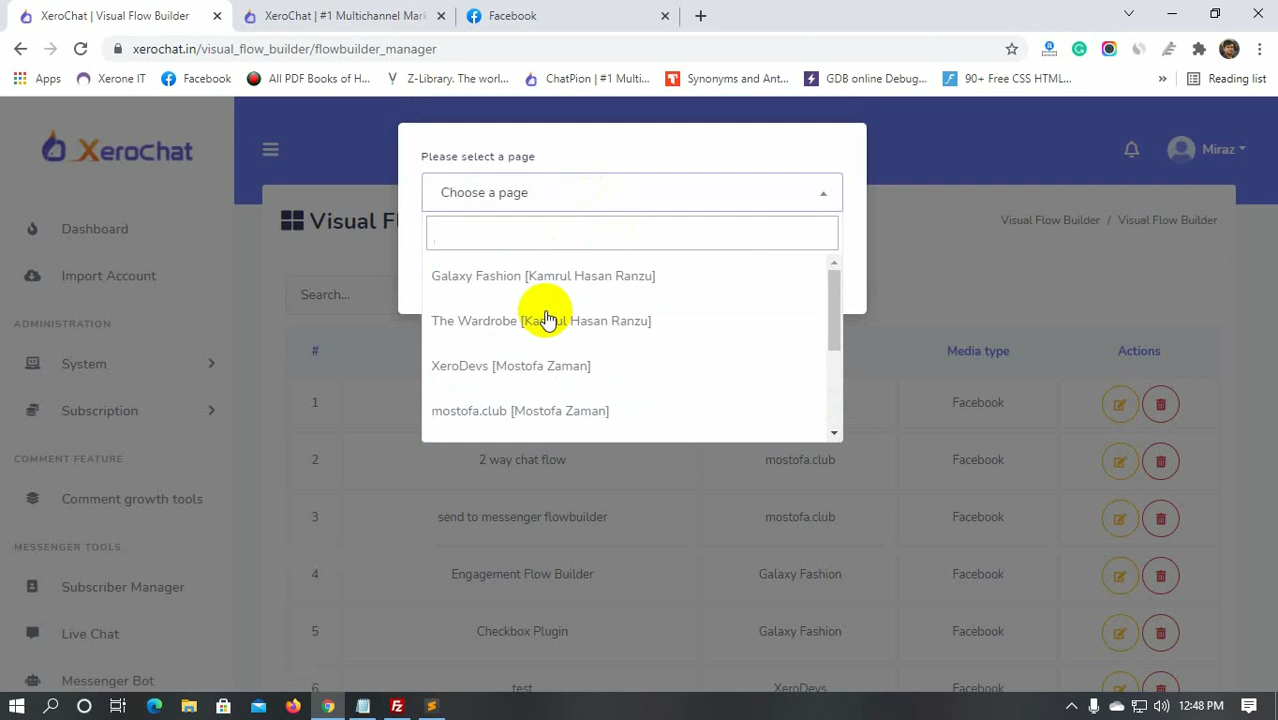 XeroChat | Visual Flow Builder
XeroChat | #1 Multichannel Mark
Facebook
xerochat.in/visual_flow_builder/flowbuilder_manager
Apps
Xerone IT
Facebook
All PDF Books of H...
Z-Library. The worl...
ChatPion | #1 Multi...
Synonyms and Ant...
GDB online Debug...
90+ Free CSS HTML...
»
Reading list
XeroChat
Miraz
Please select a page
Choose a page
Galaxy Fashion [Kamrul Hasan Ranzu]
The Wardrobe [Kamrul Hasan Ranzu]
XeroDevs [Mostofa Zaman]
mostofa.club [Mostofa Zaman]
Visual Fl
Visual Flow Builder / Visual Flow Builder
Dashboard
Import Account
ADMINISTRATION
System
Subscription
COMMENT FEATURE
Comment growth tools
MESSENGER TOOLS
Subscriber Manager
Live Chat
Messenger Bot
Search...
# Media type Actions
1 Facebook
2 2 way chat flow mostofa.club Facebook
3 send to messenger flowbuilder mostofa.club Facebook
4 Engagement Flow Builder Galaxy Fashion Facebook
5 Checkbox Plugin Galaxy Fashion Facebook
6 test XeroDevs Facebook
12:48 PM